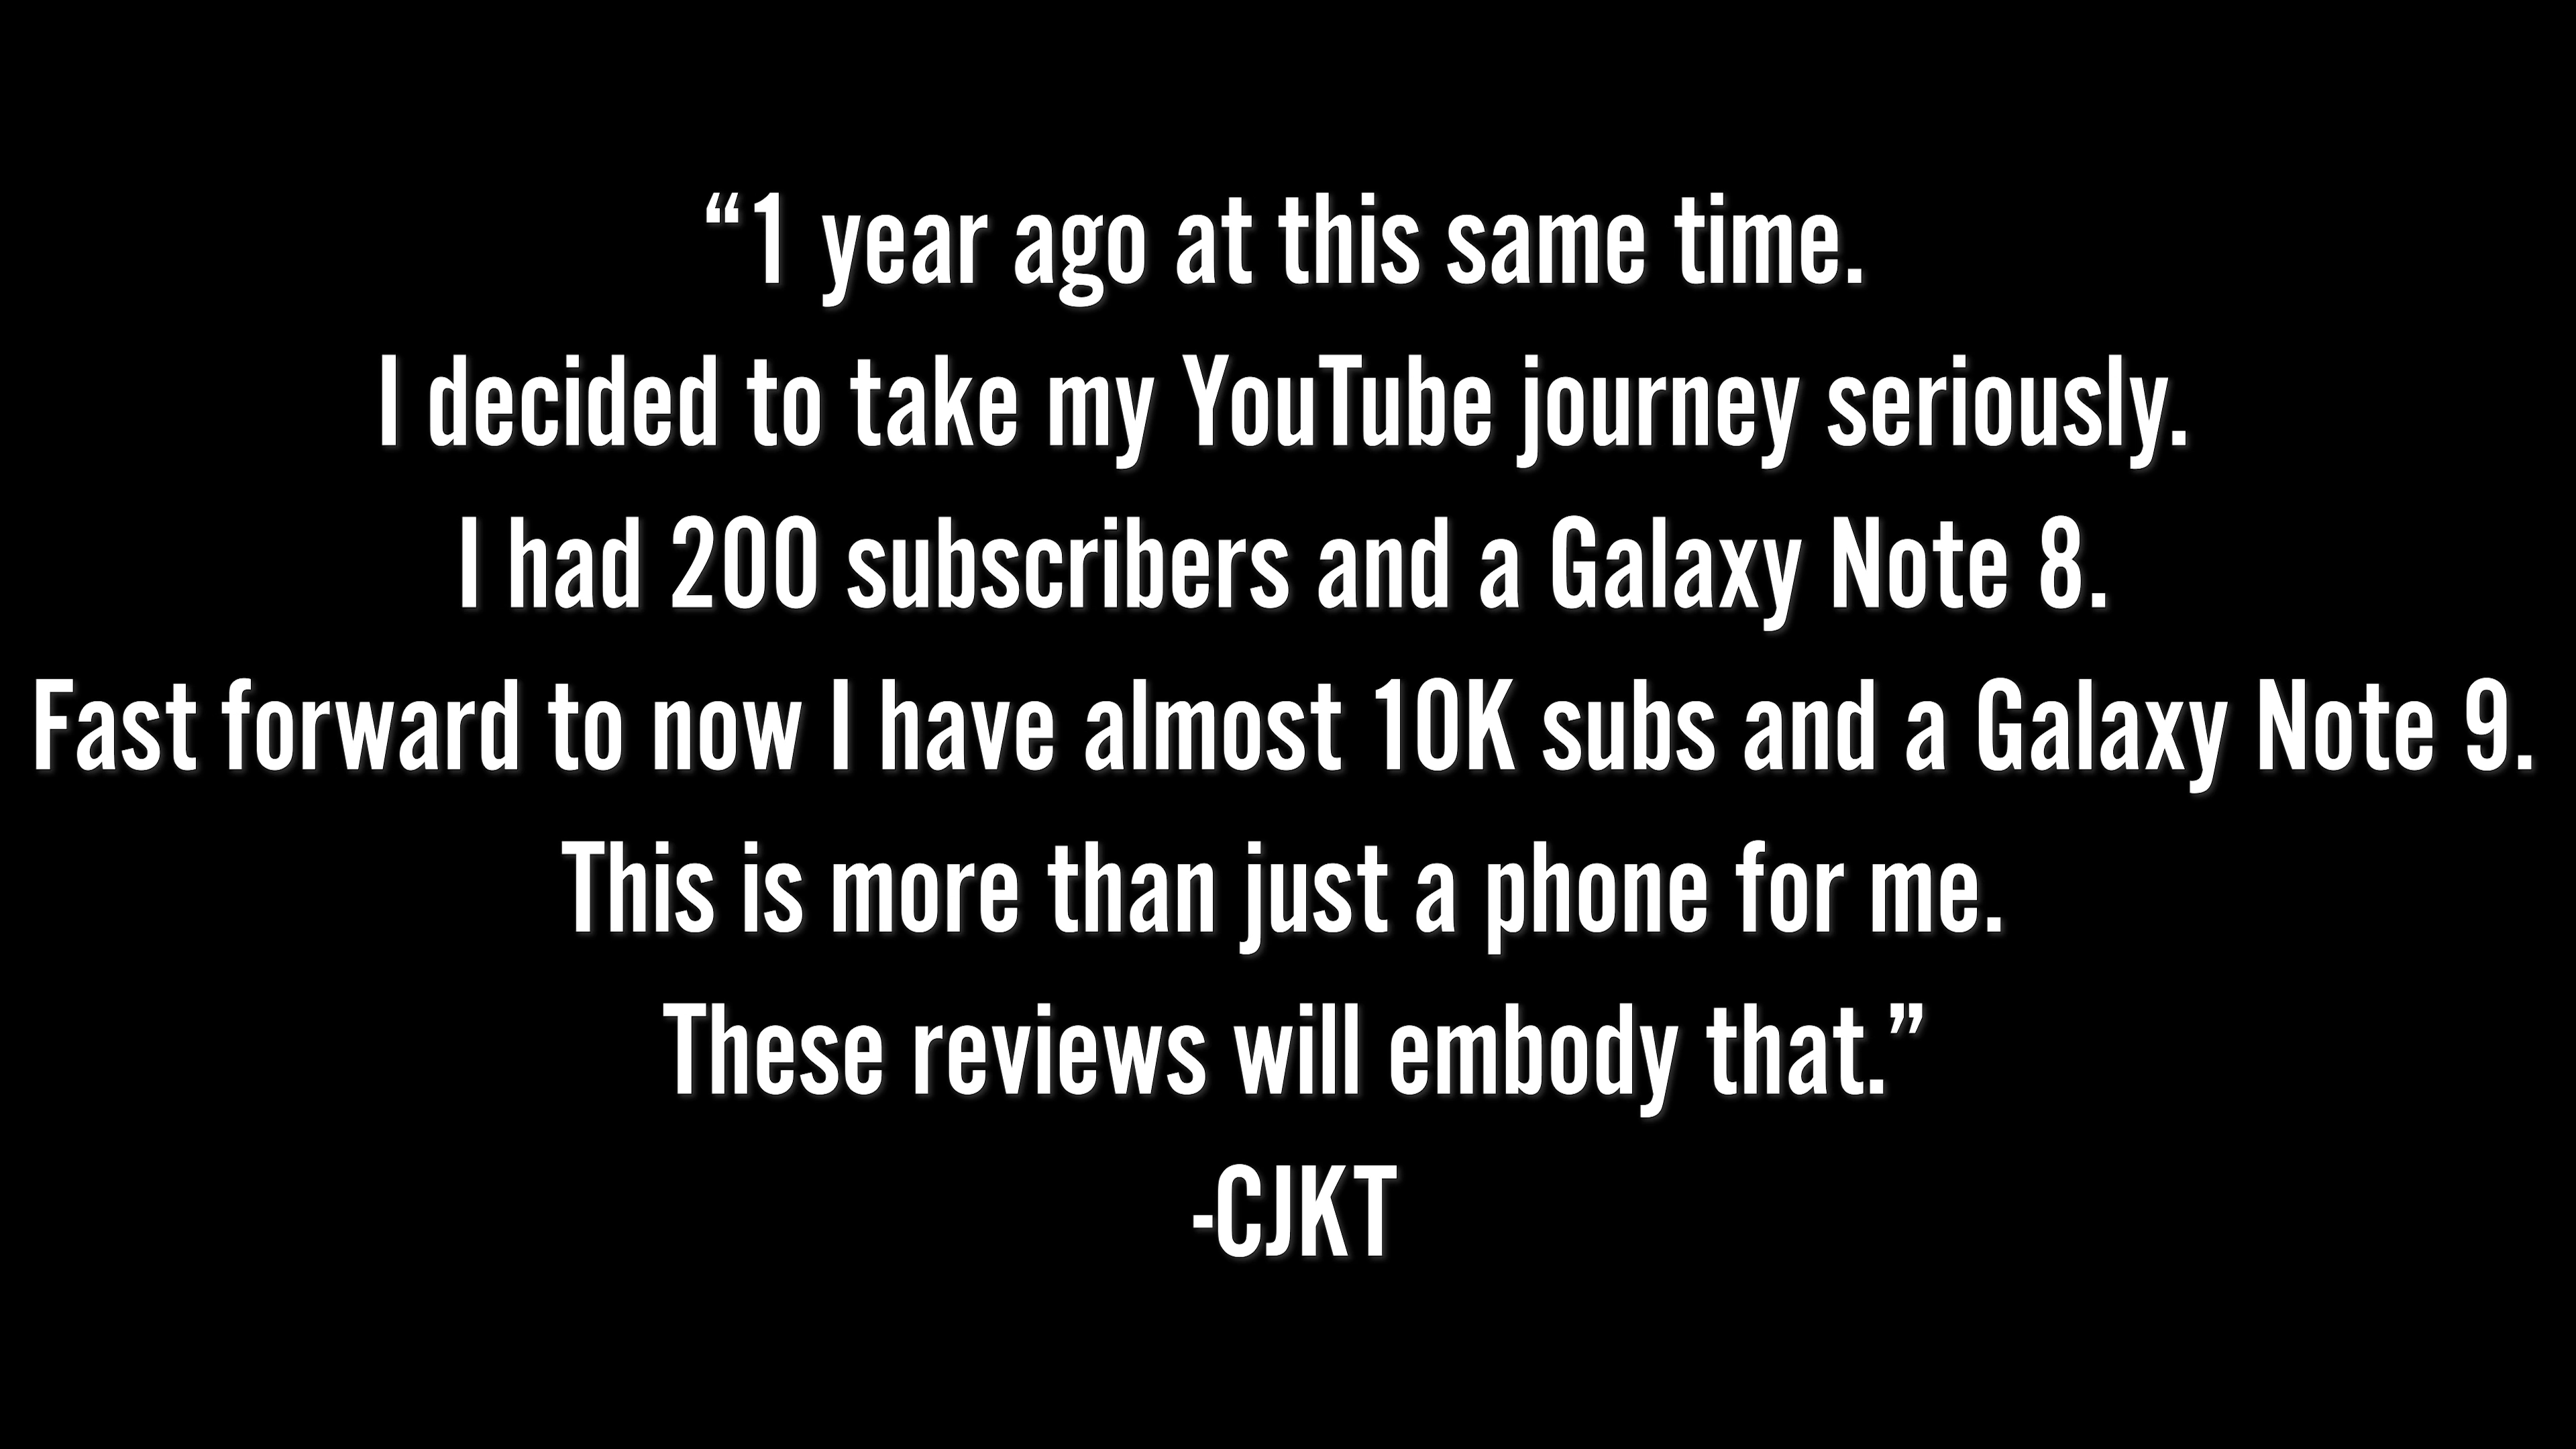 “1 year ago at this same time.
I decided to take my YouTube journey seriously.
I had 200 subscribers and a Galaxy Note 8.
Fast forward to now I have almost 10K subs and a Galaxy Note 9.
This is more than just a phone for me.
These reviews will embody that.”
-CJKT